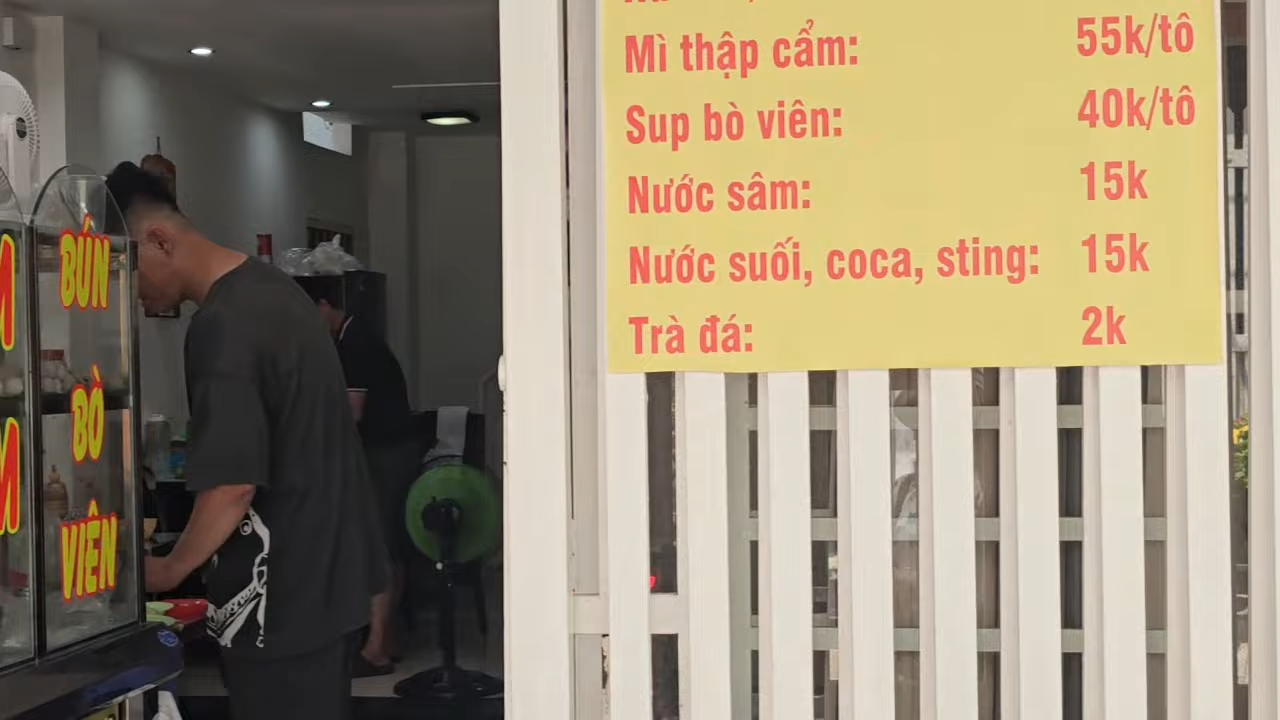 Mì thập cẩm: 55k/tô
Sup bò viên: 40k/tô
Nước sâm: 15k
Nước suối, coca, sting: 15k
Trà đá: 2k
BÚN
BÒ
VIÊN